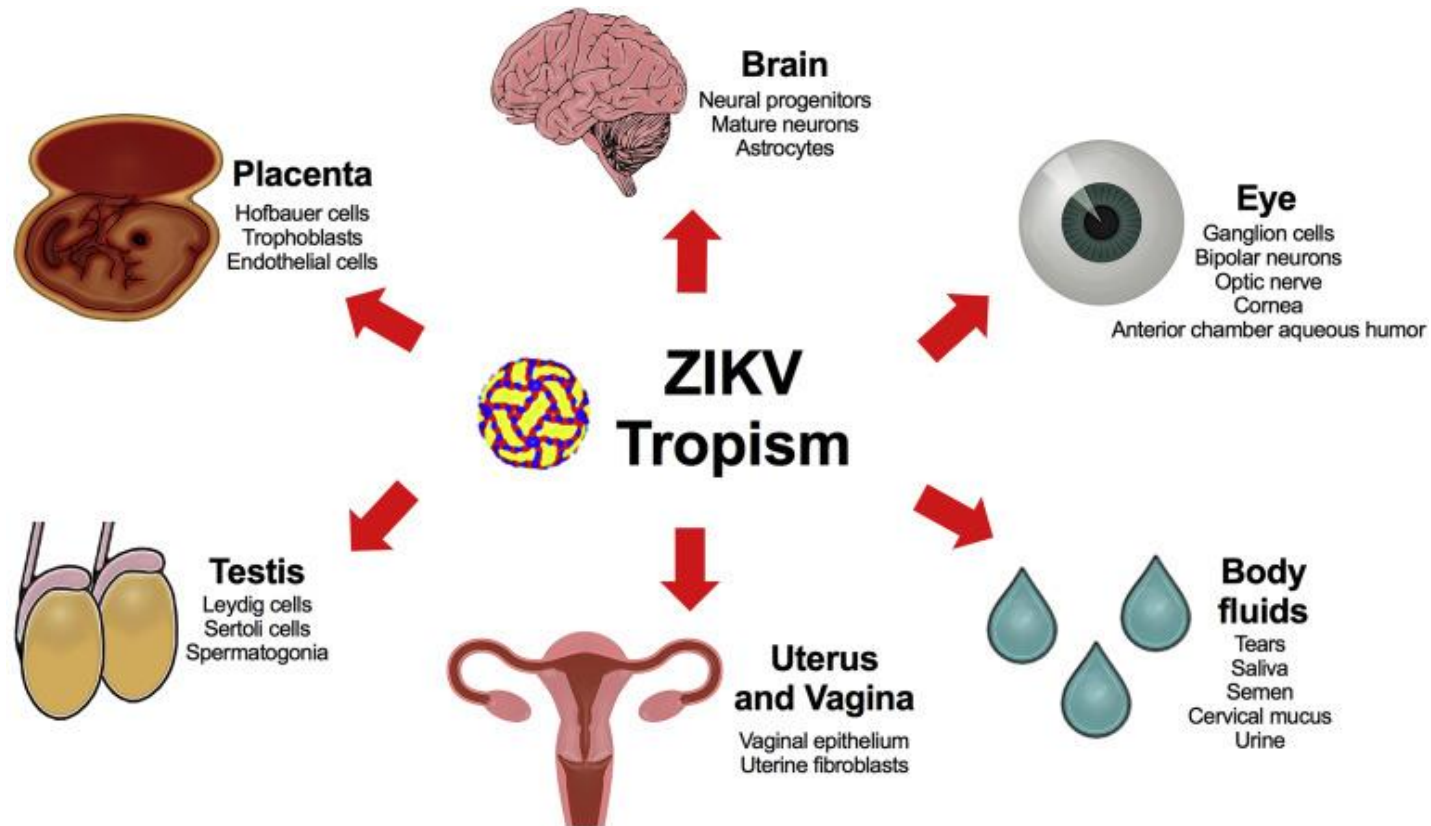 Brain
Neural progenitors
Mature neurons
Astrocytes
Placenta
Hofbauer cells
Trophoblasts
Endothelial cells
Eye
Ganglion cells
Bipolar neurons
Optic nerve
Cornea
Anterior chamber aqueous humor
ZIKV
Tropism
Testis
Leydig cells
Sertoli cells
Spermatogonia
Uterus
and Vagina
Vaginal epithelium
Uterine fibroblasts
Body
fluids
Tears
Saliva
Semen
Cervical mucus
Urine